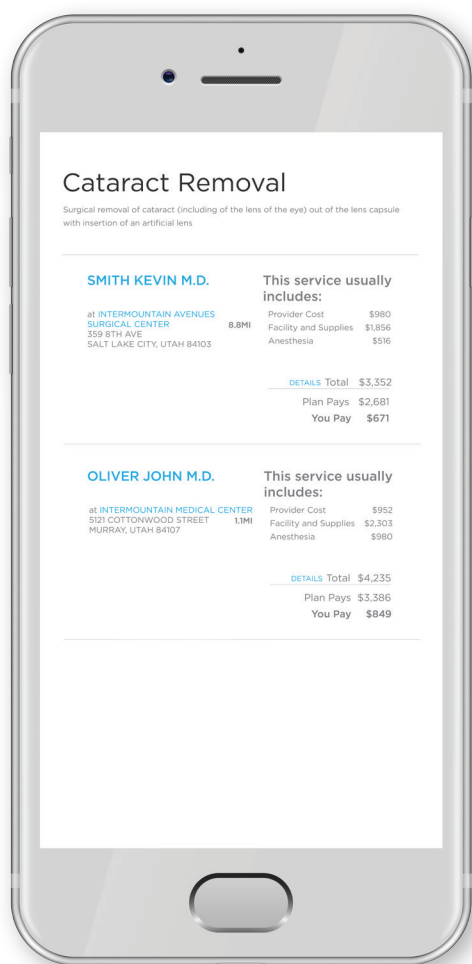 Cataract Removal
Surgical removal of cataract (including of the lens of the eye) out of the lens capsule
with insertion of an artificial lens
SMITH KEVIN M.D.
at INTERMOUNTAIN AVENUES
SURGICAL CENTER 8.8MI
359 8TH AVE
SALT LAKE CITY, UTAH 84103
This service usually
includes:
Provider Cost $980
Facility and Supplies $1,856
Anesthesia $516
DETAILS Total $3,352
Plan Pays $2,681
You Pay $671
OLIVER JOHN M.D.
at INTERMOUNTAIN MEDICAL CENTER
5121 COTTONWOOD STREET 1.1MI
MURRAY, UTAH 84107
This service usually
includes:
Provider Cost $952
Facility and Supplies $2,303
Anesthesia $980
DETAILS Total $4,235
Plan Pays $3,386
You Pay $849